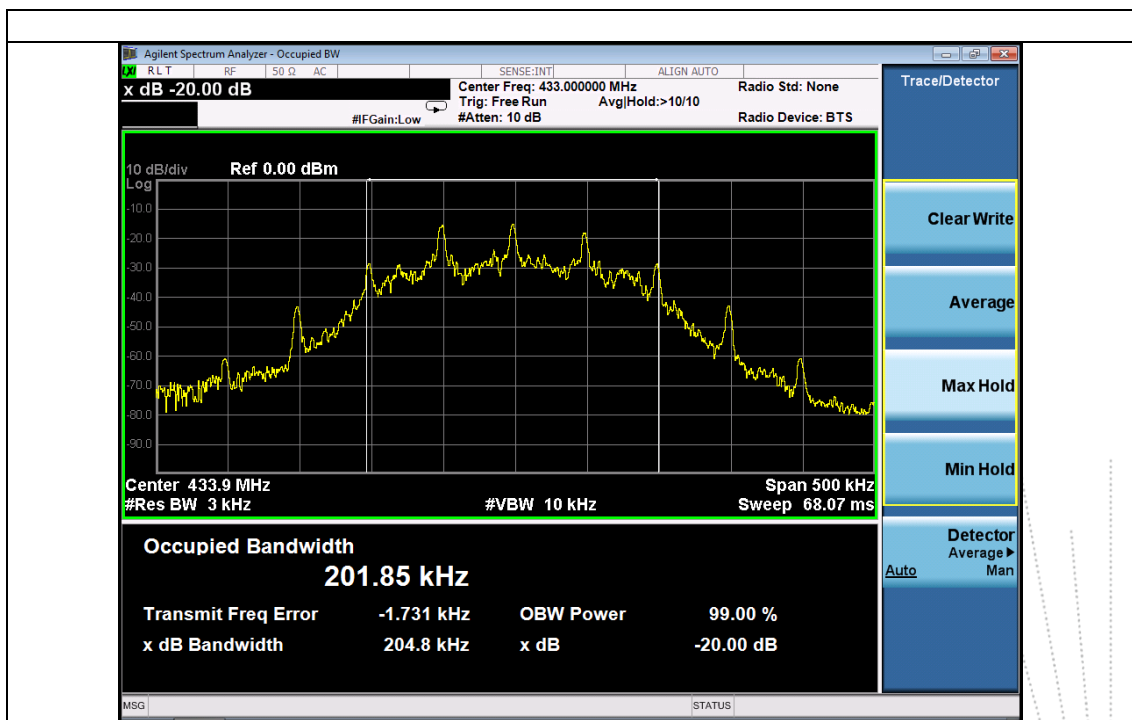 Agilent Spectrum Analyzer - Occupied BW
LXI RLT RF 50 Ω AC SENSE:INT ALIGN AUTO
x dB -20.00 dB
Center Freq: 433.000000 MHz Radio Std: None
Trig: Free Run Avg|Hold:>10/10
#IFGain:Low #Atten: 10 dB Radio Device: BTS
10 dB/div Ref 0.00 dBm
Log
-10.0
-20.0
-30.0
-40.0
-50.0
-60.0
-70.0
-80.0
-90.0
Center 433.9 MHz Span 500 kHz
#Res BW 3 kHz #VBW 10 kHz Sweep 68.07 ms
Occupied Bandwidth
201.85 kHz
Transmit Freq Error -1.731 kHz OBW Power 99.00 %
x dB Bandwidth 204.8 kHz x dB -20.00 dB
MSG STATUS
Trace/Detector
Clear Write
Average
Max Hold
Min Hold
Detector
Average
Auto Man